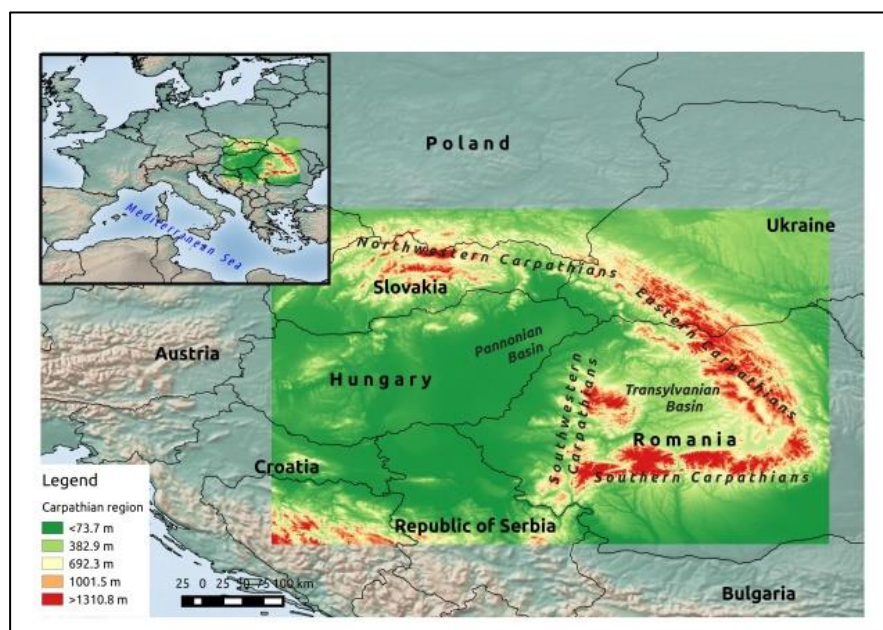 Mediterranean Sea
Poland
Ukraine
Northwestern Carpathians
Slovakia
Eastern Carpathians
Austria
Pannonian
Basin
Hungary
Southwestern
Carpathians
Transylvanian
Basin
Romania
Croatia
Southern Carpathians
Republic of Serbia
Bulgaria
Legend
Carpathian region
<73.7 m
382.9 m
692.3 m
1001.5 m
>1310.8 m
25 0 25 50 75 100 km